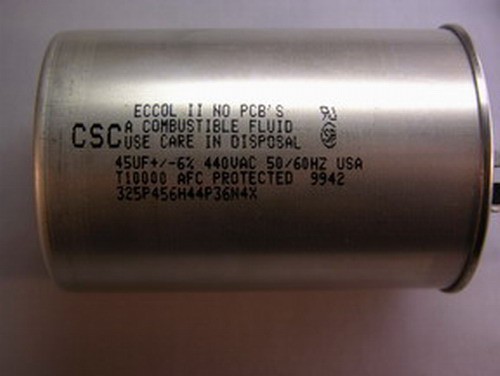 ECCOL II NO PCB'S
CSC A COMBUSTIBLE FLUID
USE CARE IN DISPOSAL
45UF+/-6% 440VAC 50/60HZ USA
T10000 AFC PROTECTED 9942
325P456H44P36N4X